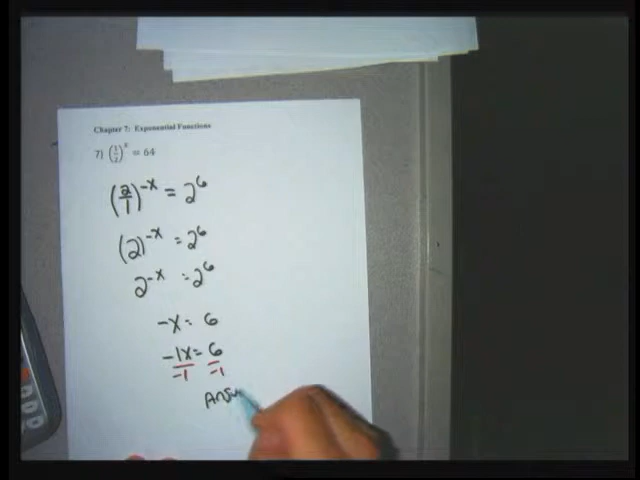 Chapter 7: Exponential Functions
7) (1/2)^x = 64
(2/1)^-x = 2^6
(2)^-x = 2^6
2^-x = 2^6
-x = 6
-1x = 6
-1 -1
Answ